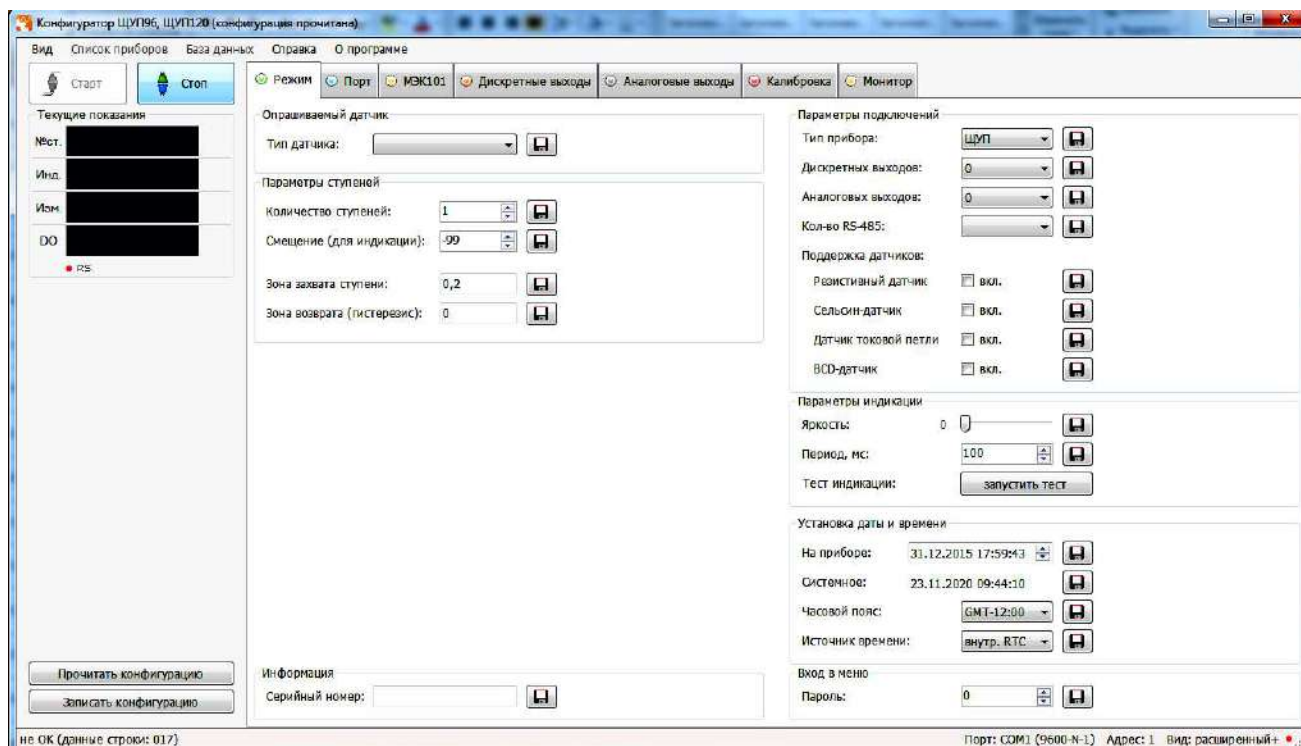 Конфигуратор ЩУП96, ЩУП120 (конфигурация прочитана)
Вид Список приборов База данных Справка О программе
Старт Стоп
Режим Порт МЭК101 Дискретные выходы Аналоговые выходы Калибровка Монитор
Текущие показания
№ст.
Инд.
Изм
DO
RS
Опрашиваемый датчик
Тип датчика:
Параметры ступеней
Количество ступеней: 1
Смещение (для индикации): -99
Зона захвата ступени: 0,2
Зона возврата (гистерезис): 0
Параметры подключений
Тип прибора: ЩУП
Дискретных выходов: 0
Аналоговых выходов: 0
Кол-во RS-485:
Поддержка датчиков:
Резистивный датчик вкл.
Сельсин-датчик вкл.
Датчик токовой петли вкл.
BCD-датчик вкл.
Параметры индикации
Яркость: 0
Период, мс: 100
Тест индикации: запустить тест
Установка даты и времени
На приборе: 31.12.2015 17:59:43
Системное: 23.11.2020 09:44:10
Часовой пояс: GMT-12:00
Источник времени: внутр. RTC
Прочитать конфигурацию
Записать конфигурацию
Информация
Серийный номер:
Вход в меню
Пароль: 0
не ОК (данные строки: 017)
Порт: COM1 (9600-N-1) Адрес: 1 Вид: расширенный+